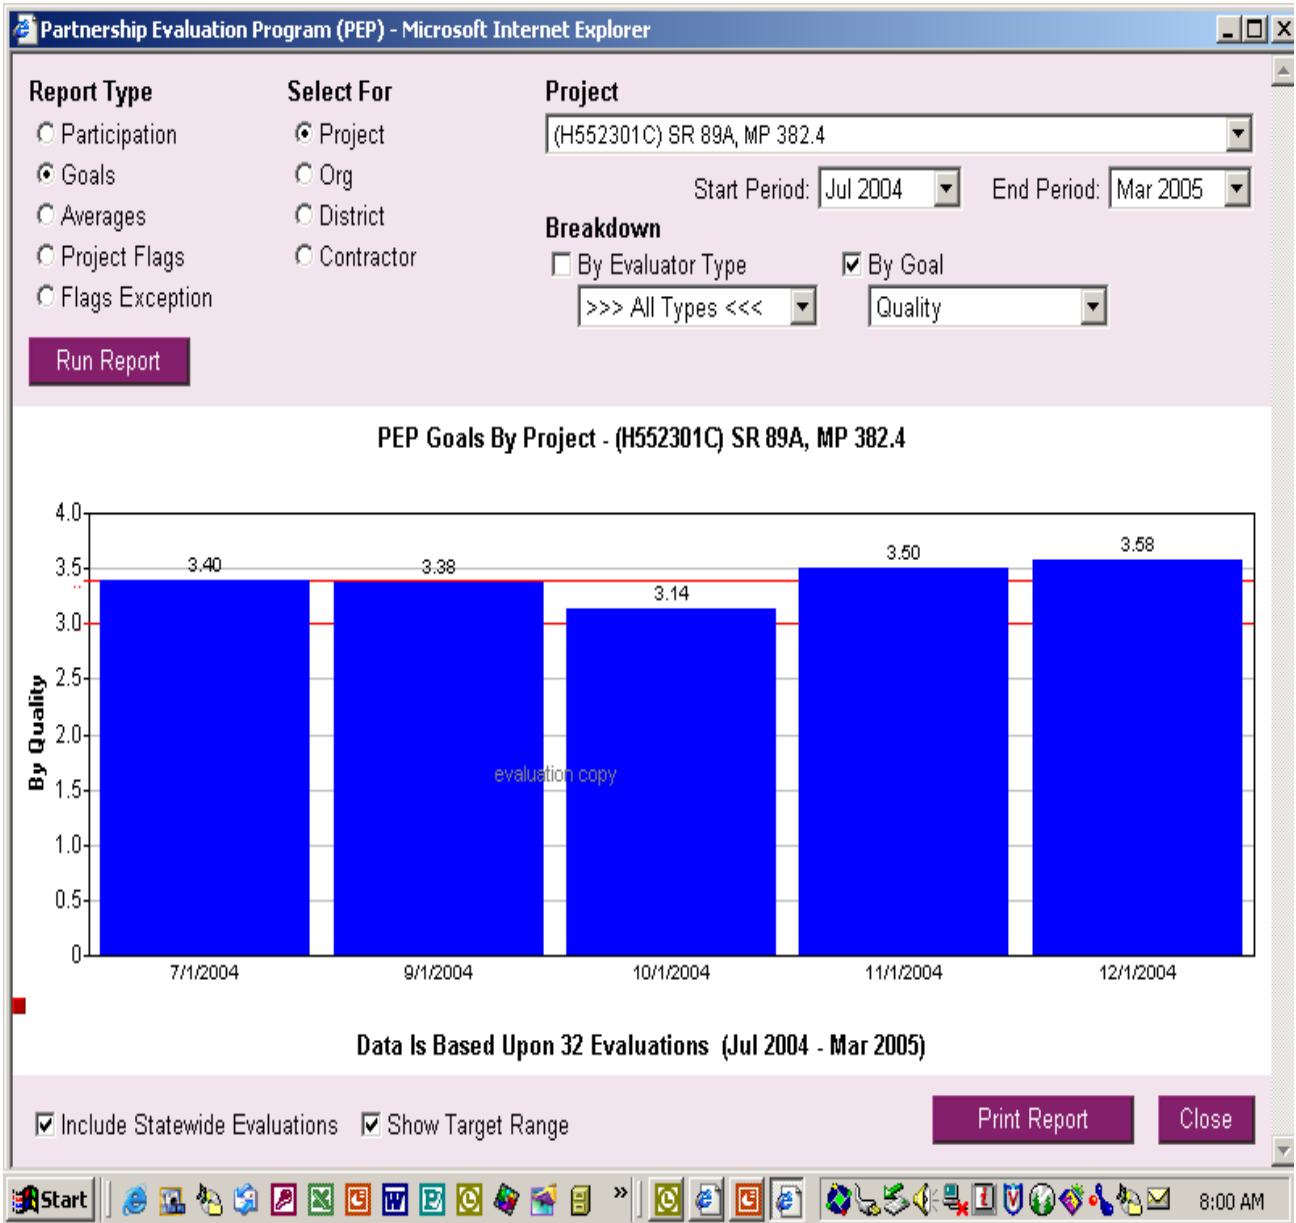 Partnership Evaluation Program (PEP) - Microsoft Internet Explorer
Report Type
Select For
Project
Participation
Project
(H552301C) SR 89A, MP 382.4
Goals
Org
Start Period: Jul 2004
End Period: Mar 2005
Averages
District
Breakdown
Project Flags
Contractor
By Evaluator Type
By Goal
Flags Exception
>>> All Types <<<
Quality
Run Report
PEP Goals By Project - (H552301C) SR 89A, MP 382.4
4.0
3.5
3.0
2.5
2.0
1.5
1.0
0.5
0
By Quality
3.40
3.38
3.14
3.50
3.58
evaluation copy
7/1/2004
9/1/2004
10/1/2004
11/1/2004
12/1/2004
Data Is Based Upon 32 Evaluations (Jul 2004 - Mar 2005)
Include Statewide Evaluations
Show Target Range
Print Report
Close
Start
8:00 AM